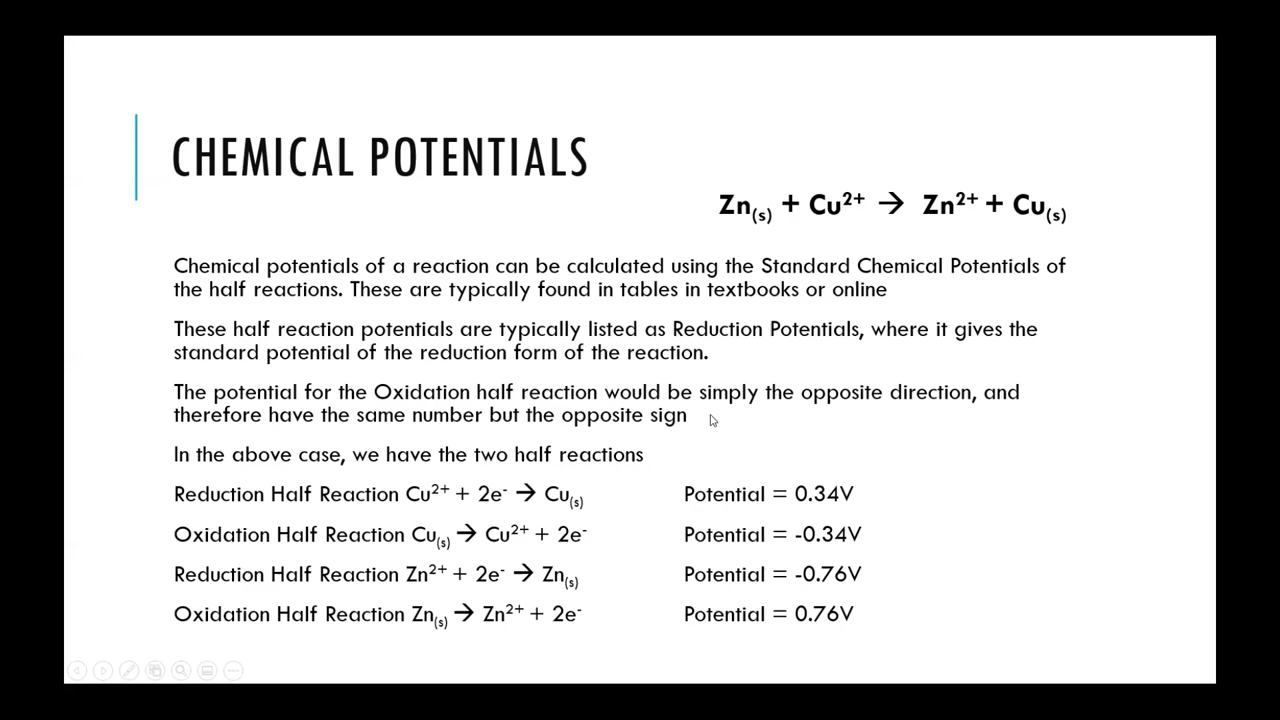 CHEMICAL POTENTIALS
Zn(s) + Cu²⁺ → Zn²⁺ + Cu(s)
Chemical potentials of a reaction can be calculated using the Standard Chemical Potentials of
the half reactions. These are typically found in tables in textbooks or online
These half reaction potentials are typically listed as Reduction Potentials, where it gives the
standard potential of the reduction form of the reaction.
The potential for the Oxidation half reaction would be simply the opposite direction, and
therefore have the same number but the opposite sign
In the above case, we have the two half reactions
Reduction Half Reaction Cu²⁺ + 2e⁻ → Cu(s) Potential = 0.34V
Oxidation Half Reaction Cu(s) → Cu²⁺ + 2e⁻ Potential = -0.34V
Reduction Half Reaction Zn²⁺ + 2e⁻ → Zn(s) Potential = -0.76V
Oxidation Half Reaction Zn(s) → Zn²⁺ + 2e⁻ Potential = 0.76V